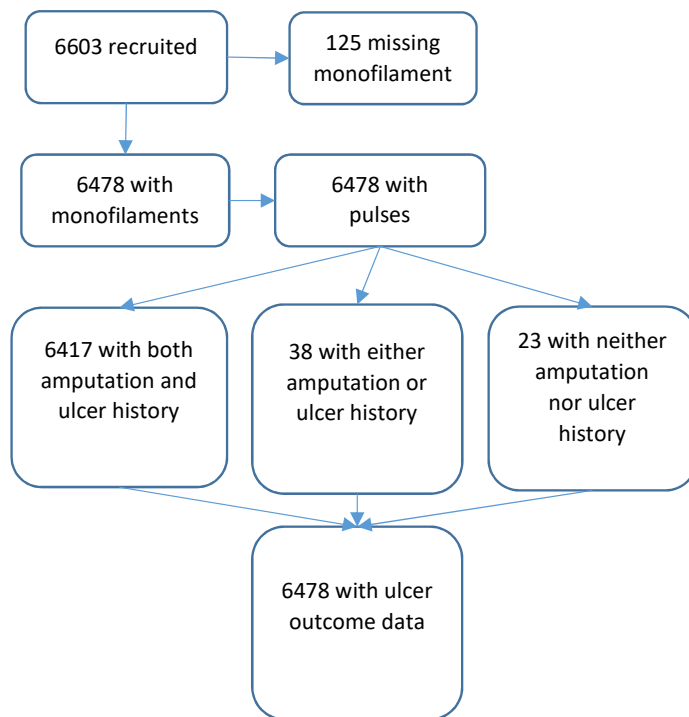 6603 recruited
125 missing
monofilament
6478 with
monofilaments
6478 with
pulses
6417 with both
amputation and
ulcer history
38 with either
amputation or
ulcer history
23 with neither
amputation
nor ulcer
history
6478 with ulcer
outcome data